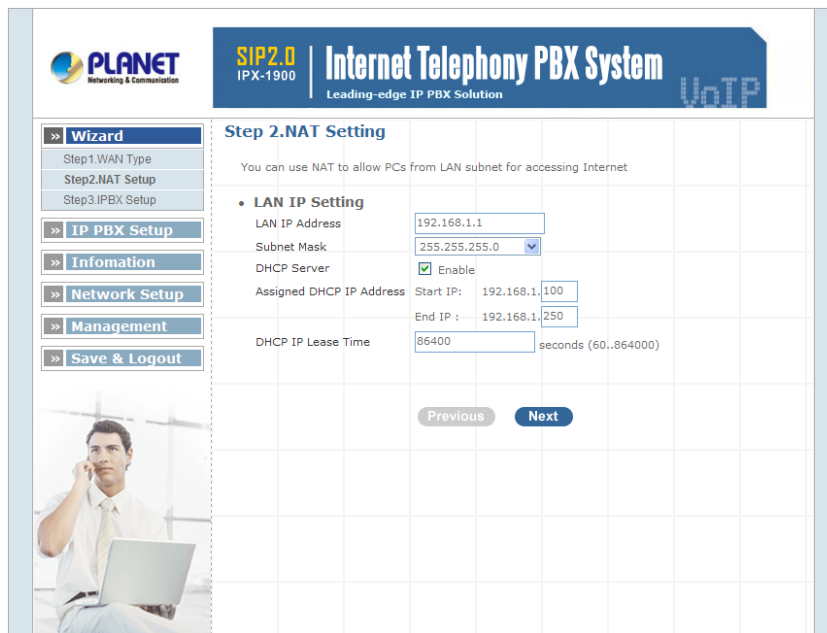 PLANET
Networking & Communication
SIP2.0
IPX-1900
Internet Telephony PBX System
Leading-edge IP PBX Solution
VoIP
» Wizard
Step1.WAN Type
Step2.NAT Setup
Step3.IPBX Setup
» IP PBX Setup
» Infomation
» Network Setup
» Management
» Save & Logout
Step 2.NAT Setting
You can use NAT to allow PCs from LAN subnet for accessing Internet
• LAN IP Setting
LAN IP Address 192.168.1.1
Subnet Mask 255.255.255.0
DHCP Server Enable
Assigned DHCP IP Address Start IP: 192.168.1.100
End IP : 192.168.1.250
DHCP IP Lease Time 86400 seconds (60..864000)
Previous Next